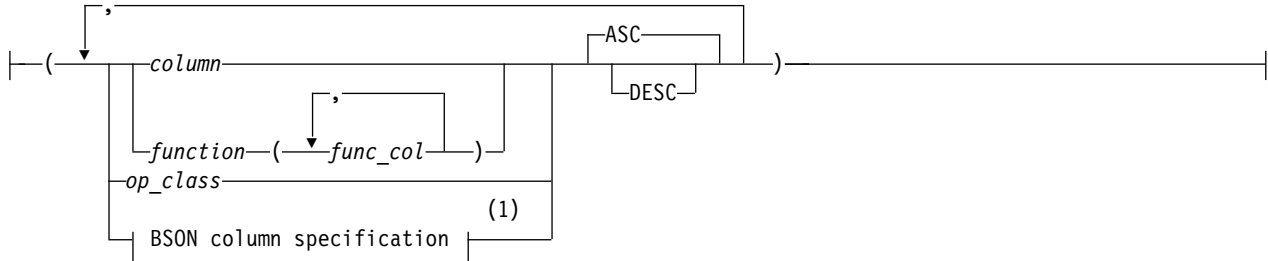 ,
ASC
( column )
DESC
,
function ( func_col )
op_class
(1)
BSON column specification